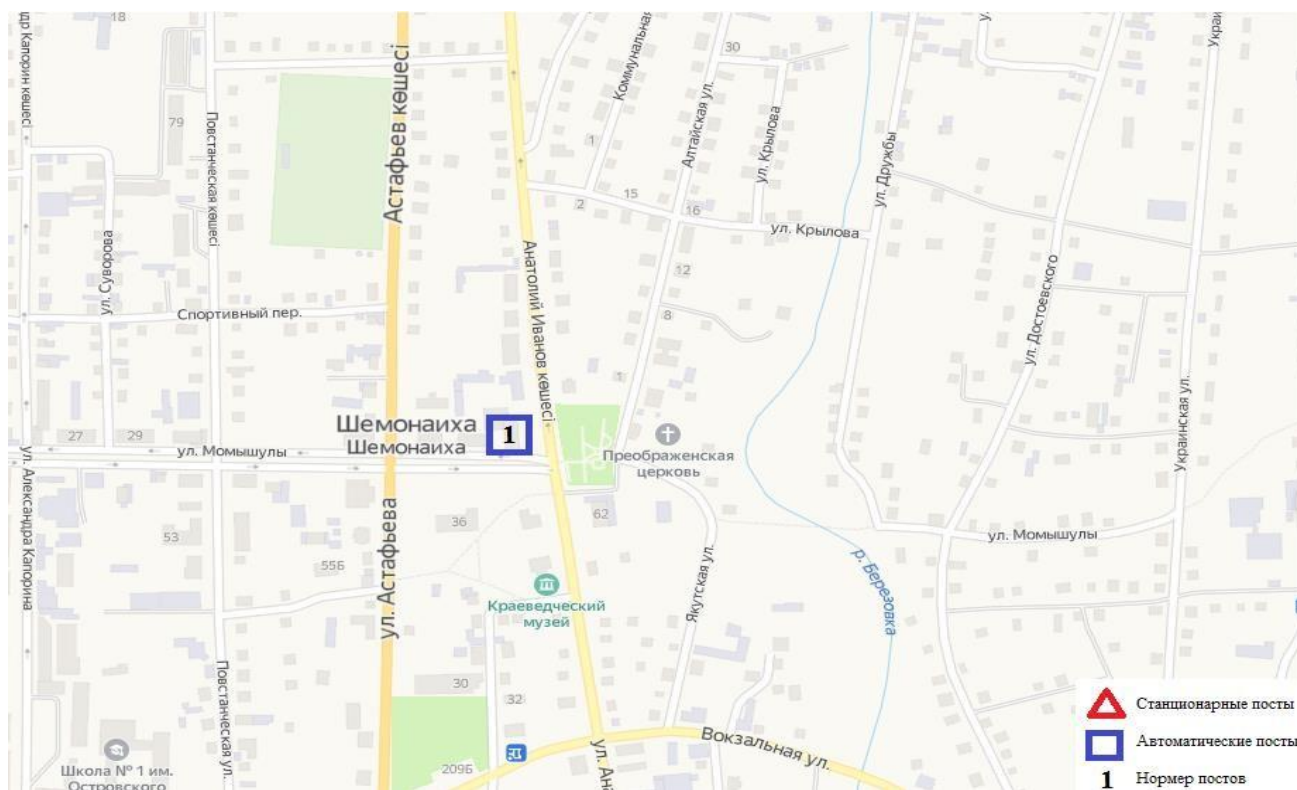 18
30
др Капорин көшесі
Повстанческая көшесі
Астафьев көшесі
Коммунальная
Алтайская ул.
ул. Крылова
ул. Дружбы
Украи
79
1
15
2
16
ул. Крылова
ул. Суворова
Анатолий Иванов көшесі
12
ул. Достоевского
Спортивный пер.
8
1
Украинская ул.
Шемонаиха
Шемонаиха
1
27
29
ул. Момышулы
Преображенская
церковь
ул. Александра Капорина
36
62
53
ул. Момышулы
55Б
ул. Астафьева
р. Березовка
Якутская ул.
Краеведческий
музей
Повстанческая ул.
30
32
Вокзальная ул.
ул. Ана
209Б
Школа № 1 им.
Островского
Станционарные посты
Автоматические посты
1 Нормер постов